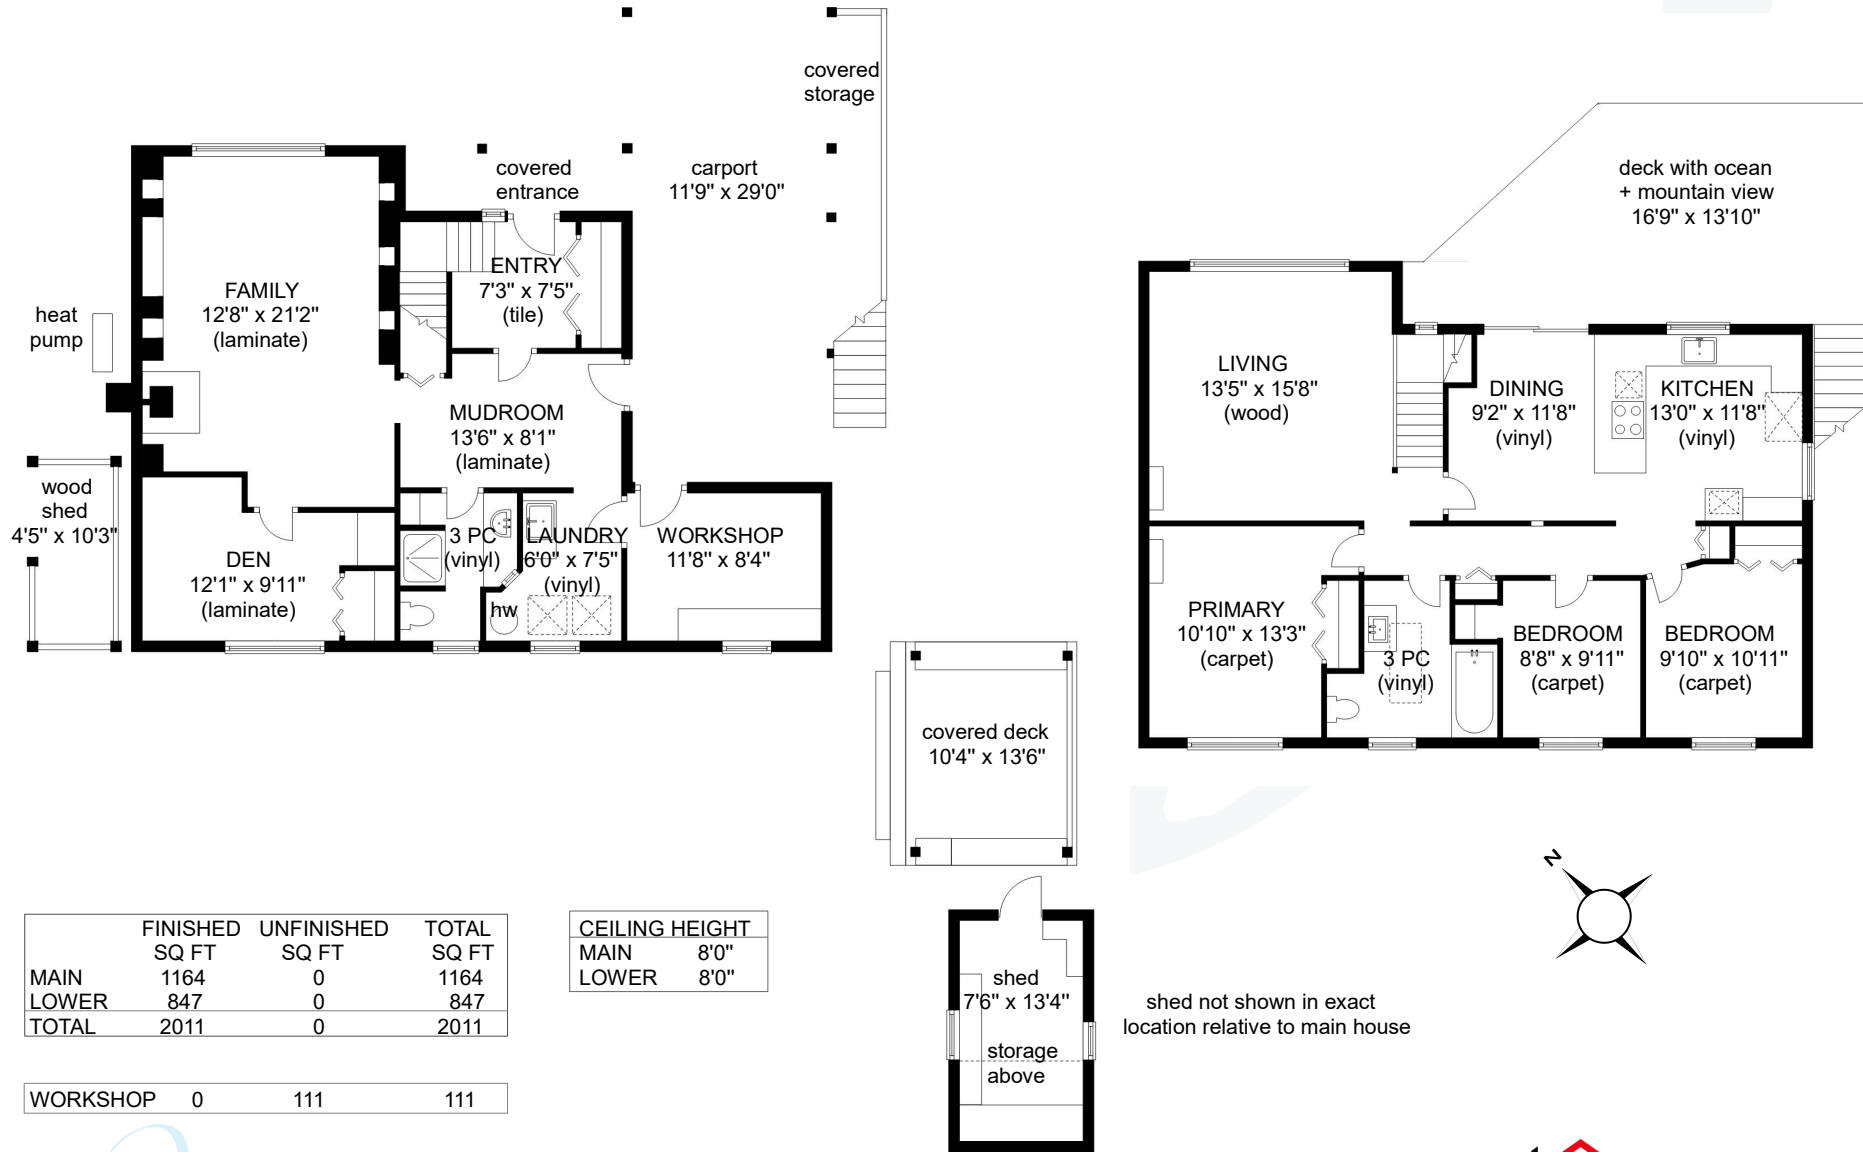 covered
storage
covered
entrance
carport
11'9" x 29'0"
deck with ocean
+ mountain view
16'9" x 13'10"
FAMILY
12'8" x 21'2"
(laminate)
ENTRY
7'3" x 7'5"
(tile)
heat
pump
MUDROOM
13'6" x 8'1"
(laminate)
wood
shed
4'5" x 10'3"
DEN
12'1" x 9'11"
(laminate)
3 PC
(vinyl)
LAUNDRY
6'0" x 7'5"
(vinyl)
hw
WORKSHOP
11'8" x 8'4"
LIVING
13'5" x 15'8"
(wood)
DINING
9'2" x 11'8"
(vinyl)
KITCHEN
13'0" x 11'8"
(vinyl)
PRIMARY
10'10" x 13'3"
(carpet)
3 PC
(vinyl)
BEDROOM
8'8" x 9'11"
(carpet)
BEDROOM
9'10" x 10'11"
(carpet)
covered deck
10'4" x 13'6"
N
FINISHED UNFINISHED TOTAL
SQ FT SQ FT SQ FT
MAIN 1164 0 1164
LOWER 847 0 847
TOTAL 2011 0 2011
WORKSHOP 0 111 111
CEILING HEIGHT
MAIN 8'0"
LOWER 8'0"
shed
7'6" x 13'4"
storage
above
shed not shown in exact
location relative to main house